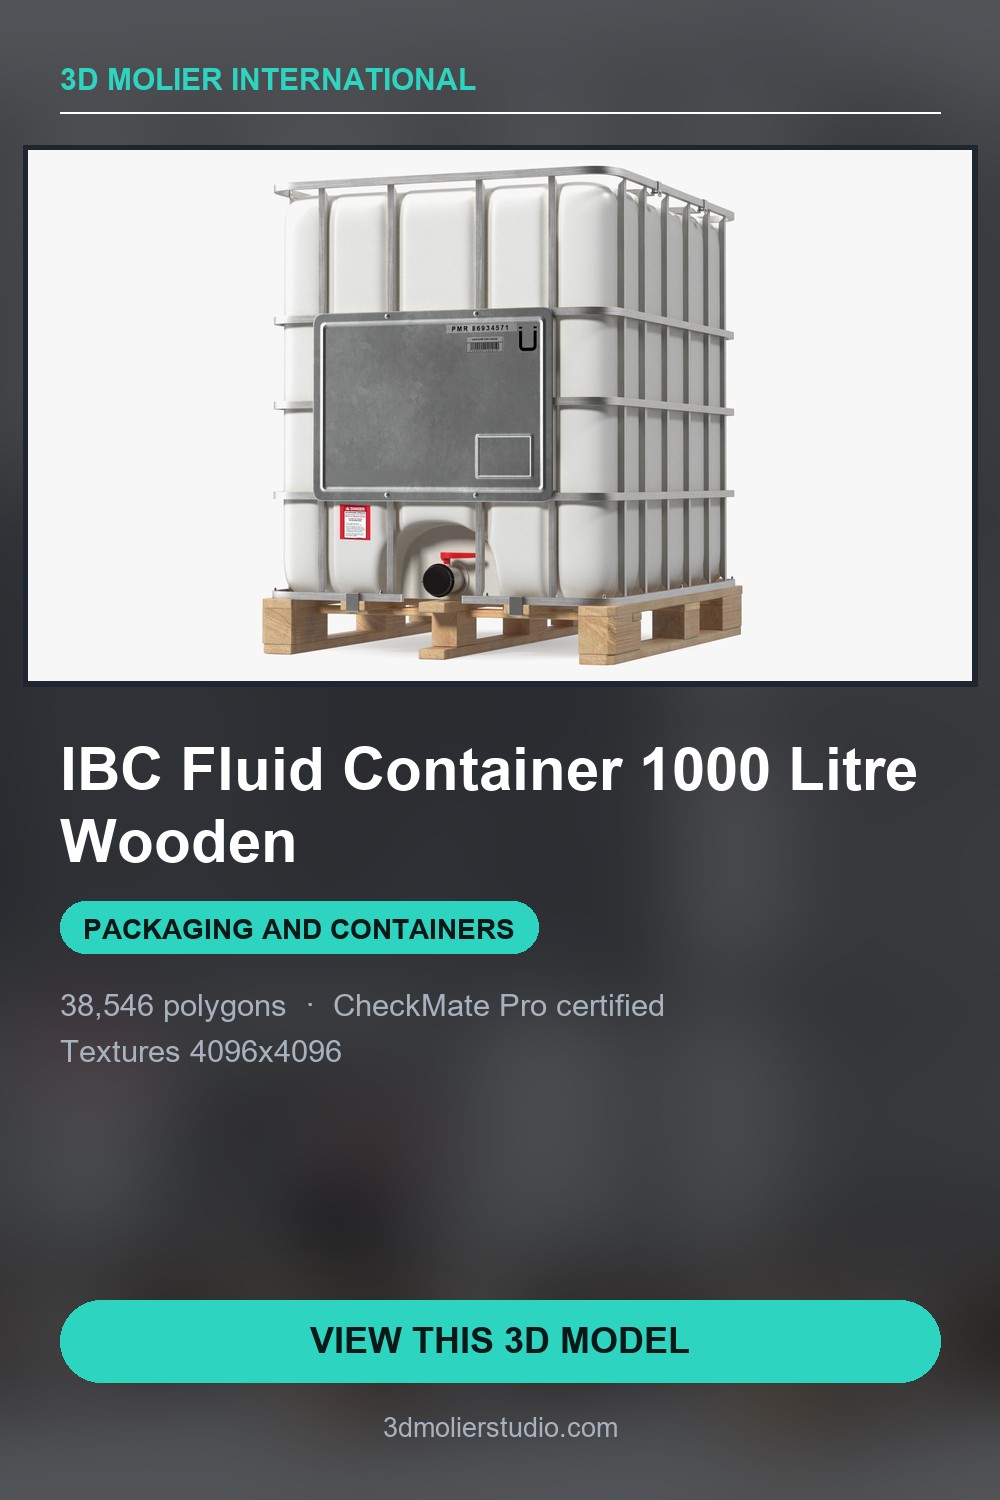 3D MOLIER INTERNATIONAL
PMR 86934571
Ü
DANGER
IBC Fluid Container 1000 Litre
Wooden
PACKAGING AND CONTAINERS
38,546 polygons · CheckMate Pro certified
Textures 4096x4096
VIEW THIS 3D MODEL
3dmolierstudio.com